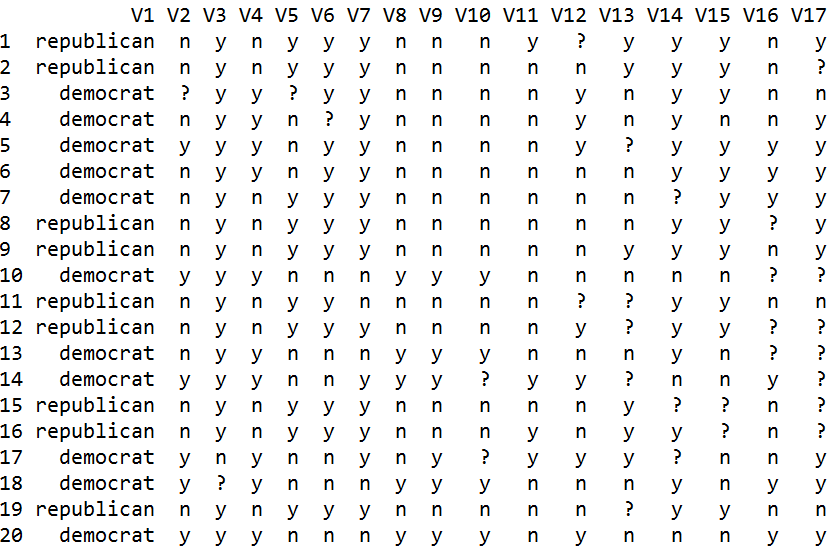 V1 V2 V3 V4 V5 V6 V7 V8 V9 V10 V11 V12 V13 V14 V15 V16 V17
1 republican n y n y y y n n n y ? y y y n y
2 republican n y n y y y n n n n n y y y n ?
3 democrat ? y y ? y y n n n n y n y y n n
4 democrat n y y n ? y n n n n y n y n n y
5 democrat y y y n y y n n n n y ? y y y y
6 democrat n y y n y y n n n n n n y y y y
7 democrat n y n y y y n n n n n n ? y y y
8 republican n y n y y y n n n n n n y y ? y
9 republican n y n y y y n n n n n y y y n y
10 democrat y y y n n n y y y n n n n n ? ?
11 republican n y n y y n n n n n ? ? y y n n
12 republican n y n y y y n n n n y ? y y ? ?
13 democrat n y y n n n y y y n n n y n ? ?
14 democrat y y y n n y y y ? y y ? n n y ?
15 republican n y n y y y n n n n n y ? ? n ?
16 republican n y n y y y n n n y n y y ? n ?
17 democrat y n y n n y n y ? y y y ? n n y
18 democrat y ? y n n n y y y n n n y n y y
19 republican n y n y y y n n n n n ? y y n n
20 democrat y y y n n n y y y n y n n n y y